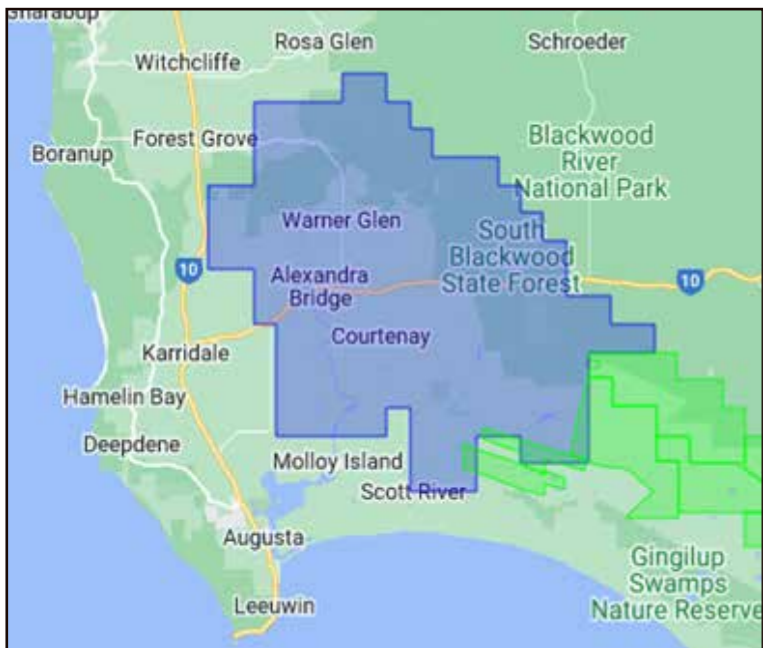 Rosa Glen
Schroeder
Witchcliffe
Forest Grove
Blackwood
River
National Park
Boranup
Warner Glen
South
Blackwood
State Forest
10
Alexandra
Bridge
10
Courtenay
Karridale
Hamelin Bay
Deepdene
Molloy Island
Scott River
Augusta
Gingilup
Swamps
Nature Reserve
Leeuwin